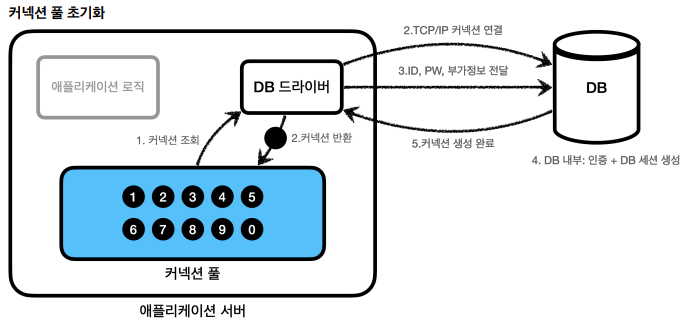 커넥션 풀 초기화
애플리케이션 로직
DB 드라이버
2.TCP/IP 커넥션 연결
3.ID, PW, 부가정보 전달
DB
1. 커넥션 조회
2.커넥션 반환
5.커넥션 생성 완료
4. DB 내부: 인증 + DB 세션 생성
1 2 3 4 5
6 7 8 9 0
커넥션 풀
애플리케이션 서버